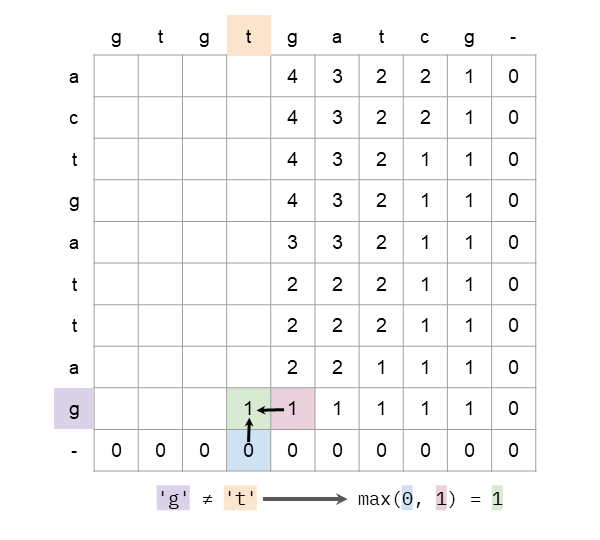 g t g t g a t c g -
a 4 3 2 2 1 0
c 4 3 2 2 1 0
t 4 3 2 1 1 0
g 4 3 2 1 1 0
a 3 3 2 1 1 0
t 2 2 2 1 1 0
t 2 2 2 1 1 0
a 2 2 1 1 1 0
g 1 1 1 1 1 1 0
- 0 0 0 0 0 0 0 0 0 0
'g' ≠ 't' max(0, 1) = 1